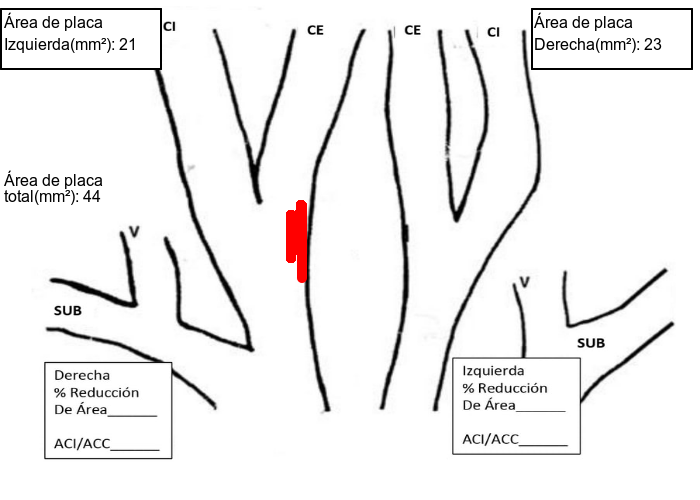 Área de placa
Izquierda(mm²): 21
CI
CE
CE
CI
Área de placa
Derecha(mm²): 23
Área de placa
total(mm²): 44
V
SUB
V
SUB
Derecha
% Reducción
De Área_______
ACI/ACC_______
Izquierda
% Reducción
De Área_______
ACI/ACC_______